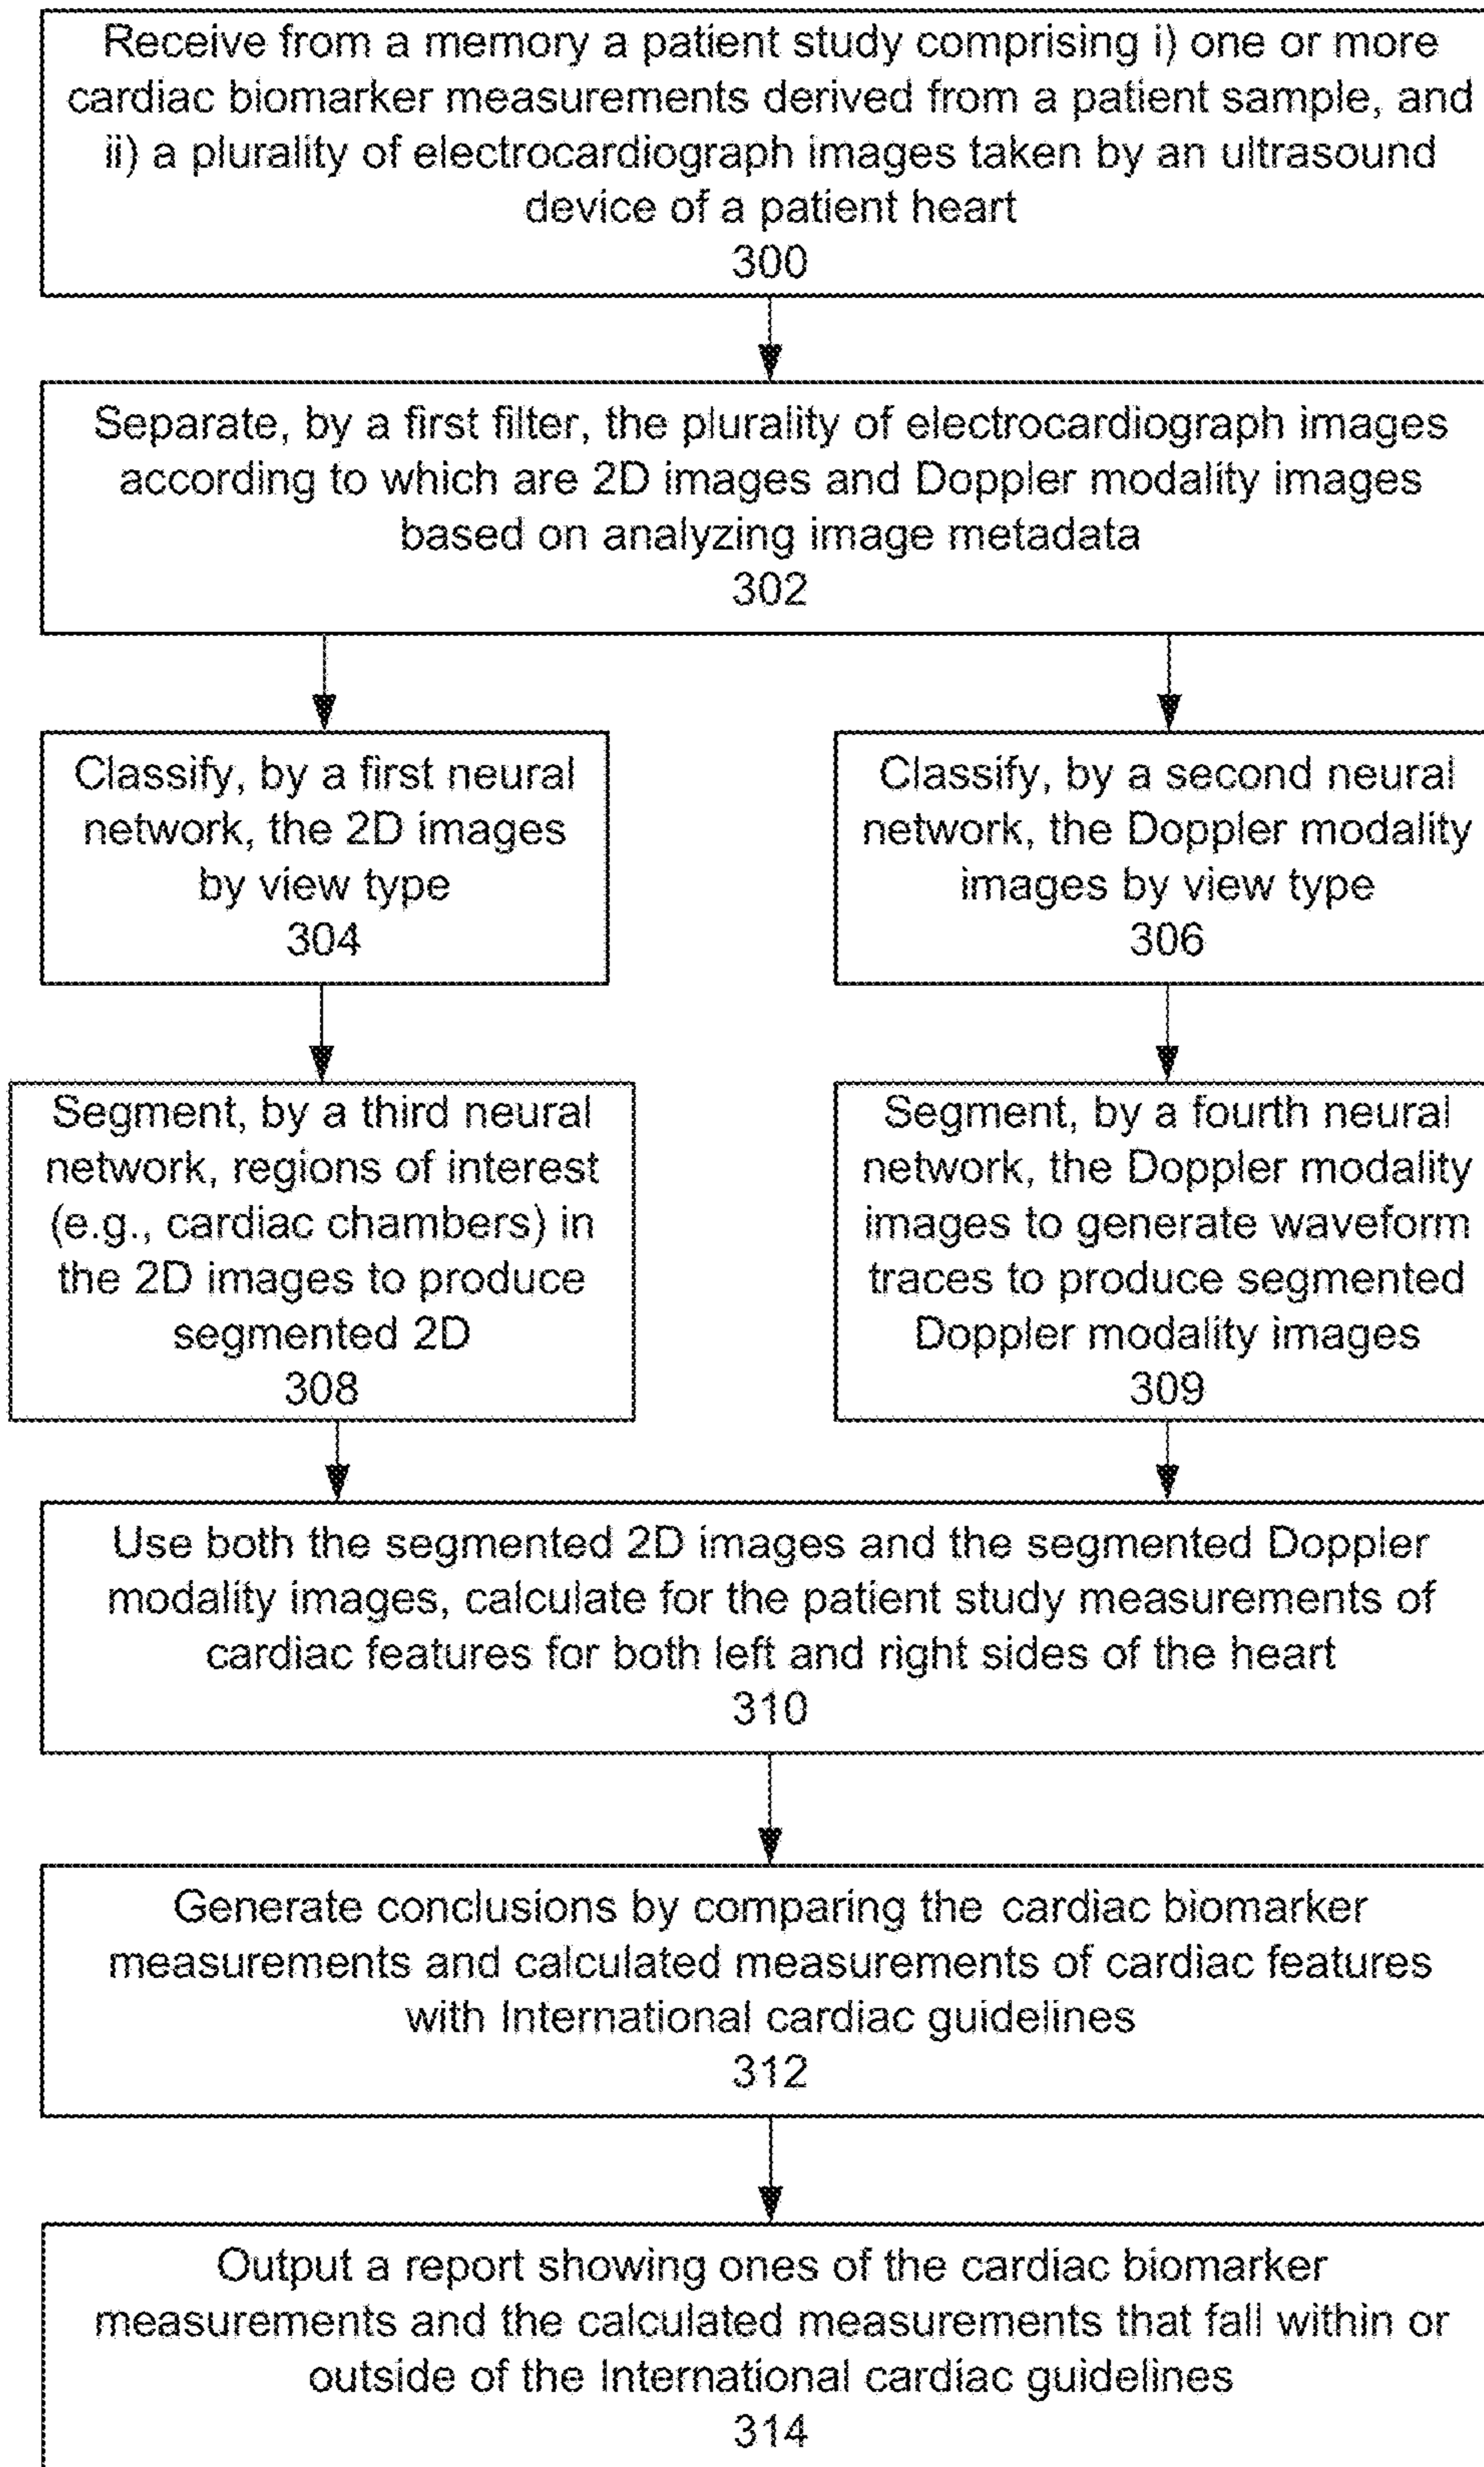 Receive from a memory a patient study comprising i) one or more
cardiac biomarker measurements derived from a patient sample, and
ii) a plurality of electrocardiograph images taken by an ultrasound
device of a patient heart
300
Separate, by a first filter, the plurality of electrocardiograph images
according to which are 2D images and Doppler modality images
based on analyzing image metadata
302
Classify, by a first neural
network, the 2D images
by view type
304
Classify, by a second neural
network, the Doppler modality
images by view type
306
Segment, by a third neural
network, regions of interest
(e.g., cardiac chambers) in
the 2D images to produce
segmented 2D
308
Segment, by a fourth neural
network, the Doppler modality
images to generate waveform
traces to produce segmented
Doppler modality images
309
Use both the segmented 2D images and the segmented Doppler
modality images, calculate for the patient study measurements of
cardiac features for both left and right sides of the heart
310
Generate conclusions by comparing the cardiac biomarker
measurements and calculated measurements of cardiac features
with International cardiac guidelines
312
Output a report showing ones of the cardiac biomarker
measurements and the calculated measurements that fall within or
outside of the International cardiac guidelines
314